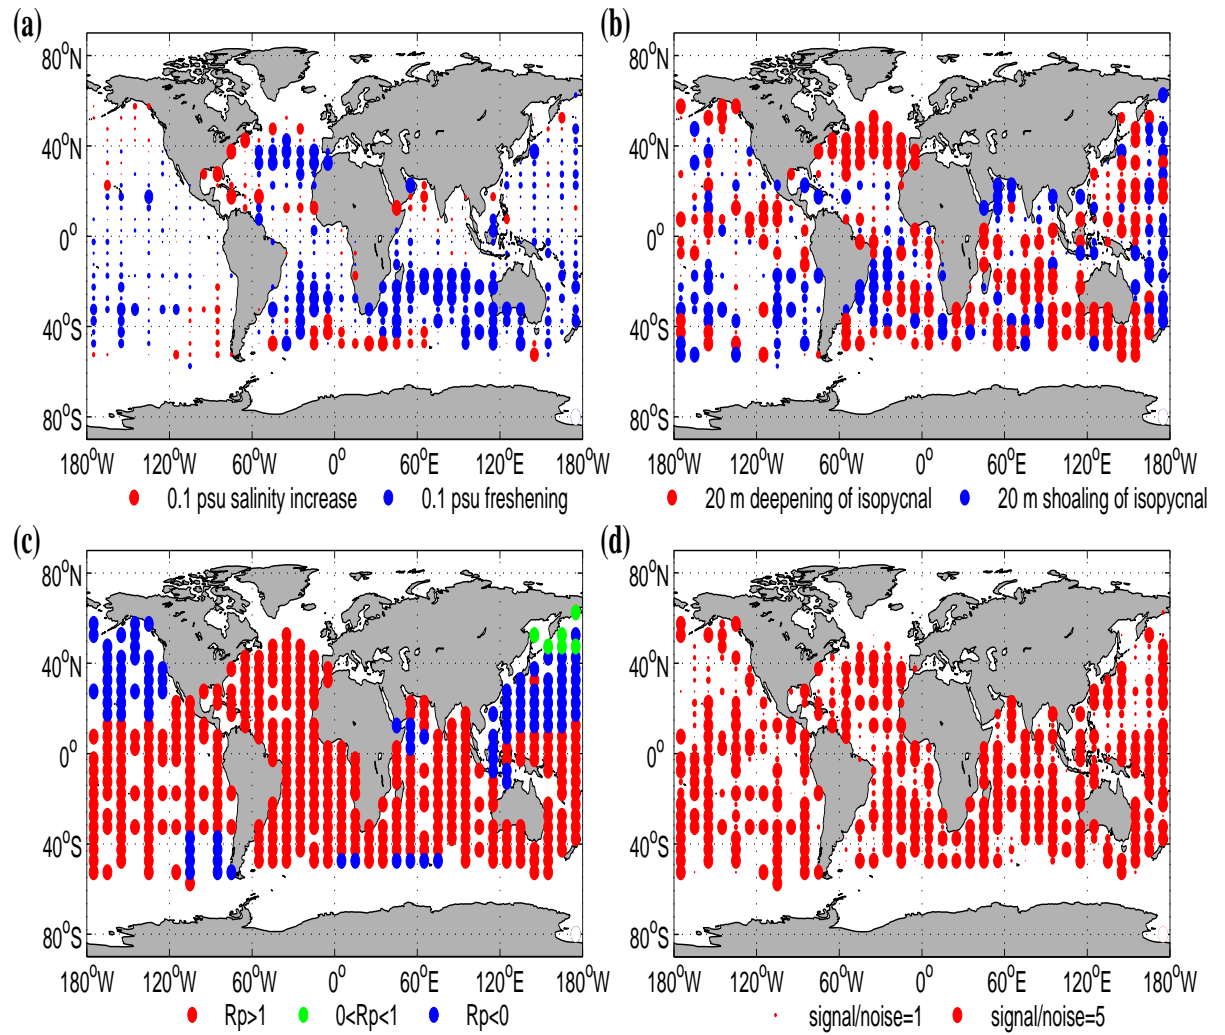 (a)
(b)
80°N
40°N
0°
40°S
80°S
180°W 120°W 60°W 0° 60°E 120°E 180°W
0.1 psu salinity increase 0.1 psu freshening
80°N
40°N
0°
40°S
80°S
180°W 120°W 60°W 0° 60°E 120°E 180°W
20 m deepening of isopycnal 20 m shoaling of isopycnal
(c)
(d)
80°N
40°N
0°
40°S
80°S
180°W 120°W 60°W 0° 60°E 120°E 180°W
Rp>1 0<Rp<1 Rp<0
80°N
40°N
0°
40°S
80°S
180°W 120°W 60°W 0° 60°E 120°E 180°W
signal/noise=1 signal/noise=5